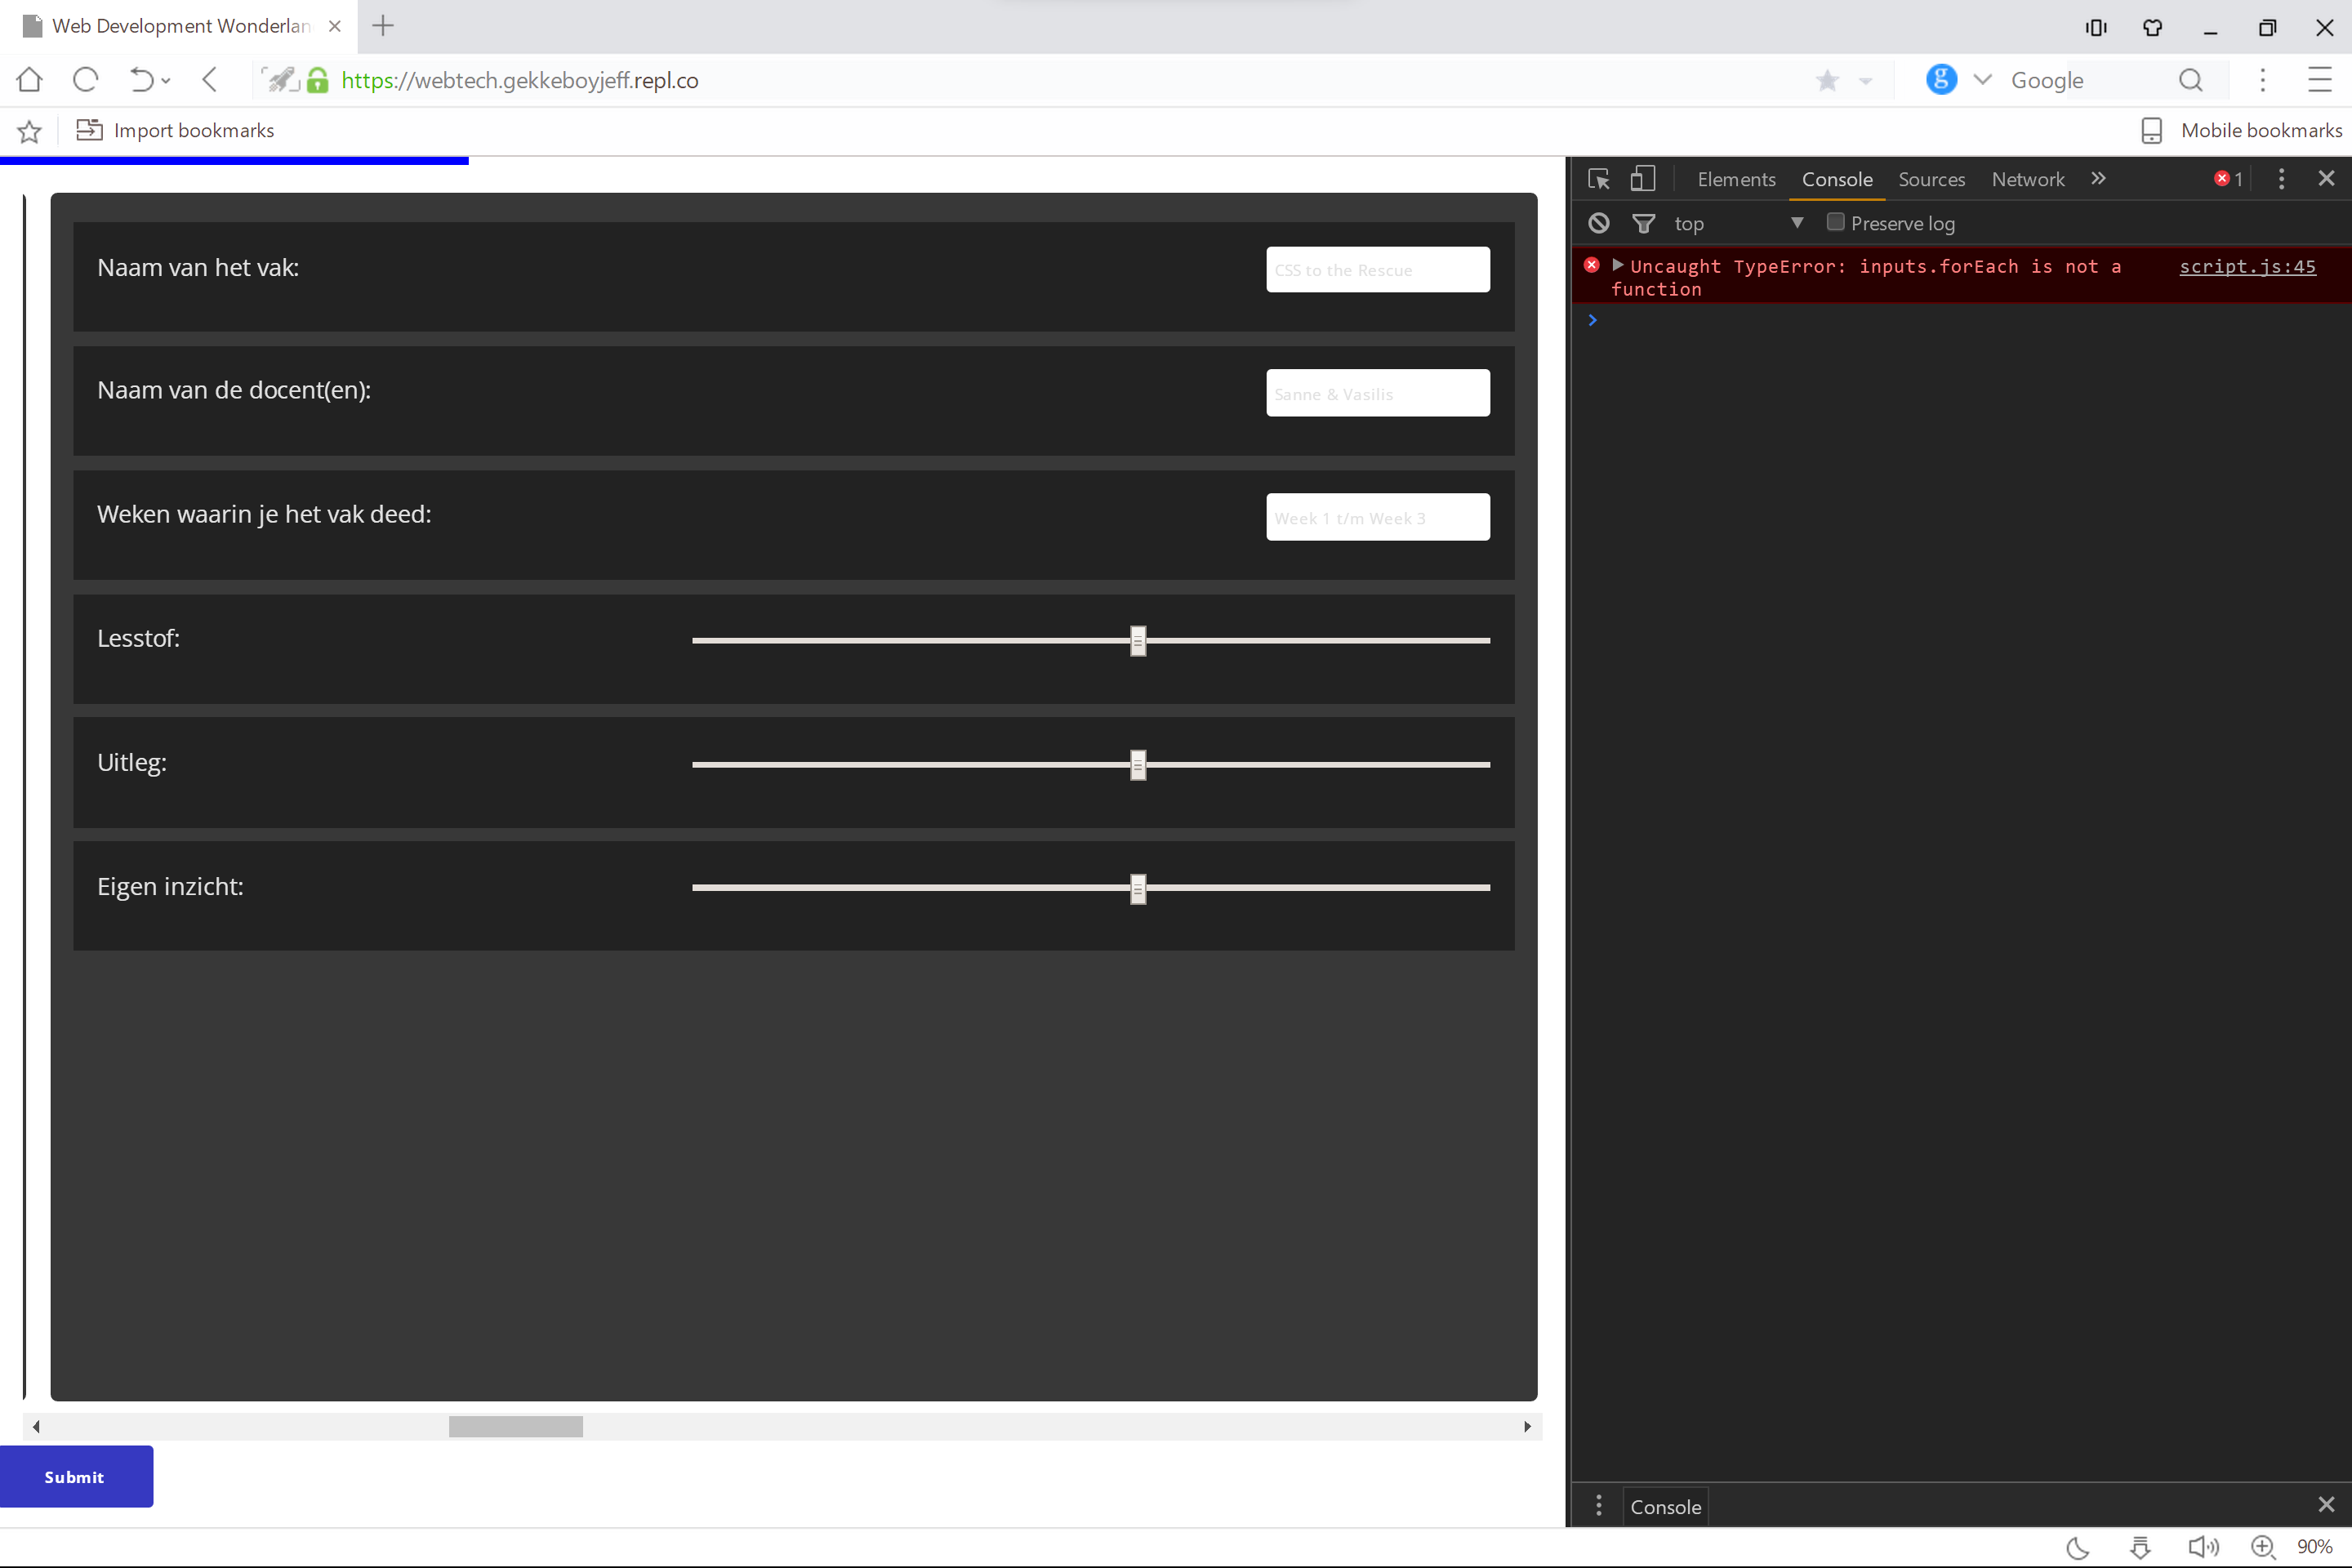 Web Development Wonderlan
https://webtech.gekkeboyjeff.repl.co
g
Google
Import bookmarks
Mobile bookmarks
Elements
Console
Sources
Network
1
top
Preserve log
Uncaught TypeError: inputs.forEach is not a
script.js:45
function
Naam van het vak:
CSS to the Rescue
Naam van de docent(en):
Sanne & Vasilis
Weken waarin je het vak deed:
Week 1 t/m Week 3
Lesstof:
Uitleg:
Eigen inzicht:
Submit
Console
90%